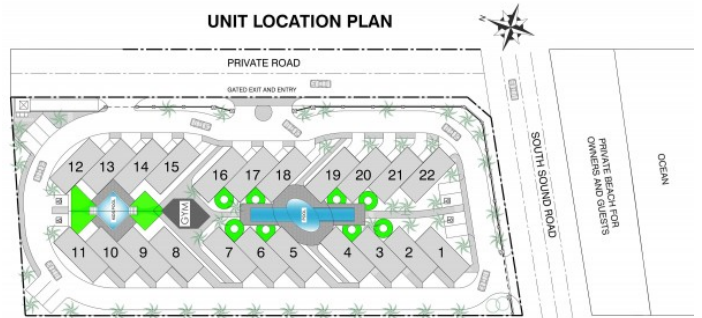 UNIT LOCATION PLAN
N
PRIVATE ROAD
GATED EXIT AND ENTRY
12 13 14 15
16 17 18
19 20 21 22
GYM
POOL
11 10 9 8
7 6 5
4 3 2 1
SOUTH SOUND ROAD
PRIVATE BEACH FOR
OWNERS AND GUESTS
OCEAN